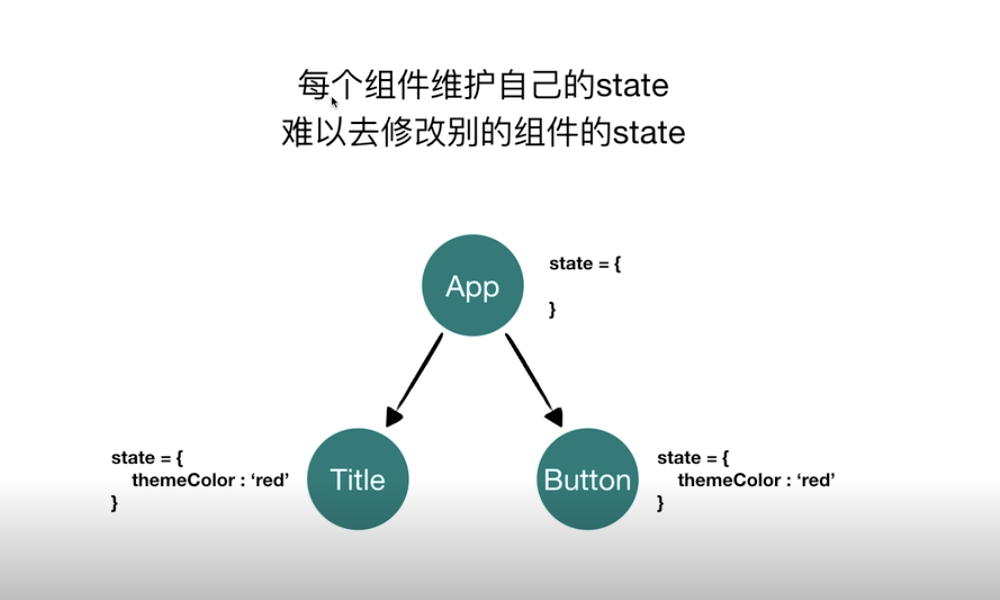 每个组件维护自己的state
难以去修改别的组件的state
App
state = {
}
Title
state = {
themeColor : ‘red’
}
Button
state = {
themeColor : ‘red’
}